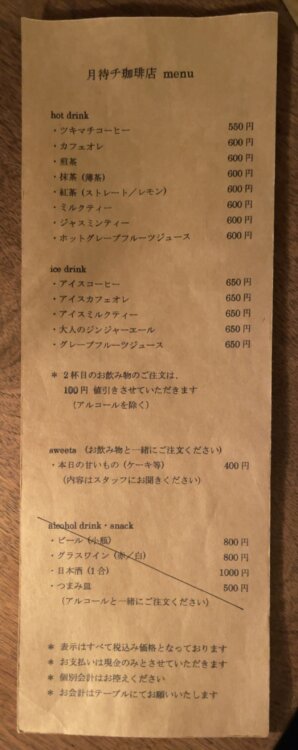 月待チ珈琲店 menu
hot drink
・ツキマチコーヒー 550円
・カフェオレ 600円
・煎茶 600円
・抹茶 (薄茶) 600円
・紅茶 (ストレート／レモン) 600円
・ミルクティー 600円
・ジャスミンティー 600円
・ホットグレープフルーツジュース 600円
ice drink
・アイスコーヒー 650円
・アイスカフェオレ 650円
・アイスミルクティー 650円
・大人のジンジャーエール 650円
・グレープフルーツジュース 650円
* 2杯目のお飲み物のご注文は、
100円 値引きさせていただきます
(アルコールを除く)
sweets (お飲み物と一緒にご注文ください)
・本日の甘いもの (ケーキ等) 400円
(内容はスタッフにお聞きください)
alcohol drink・snack
・ビール (小瓶) 800円
・グラスワイン (赤／白) 800円
・日本酒 (1合) 1000円
・つまみ皿 500円
(アルコールと一緒にご注文ください)
* 表示はすべて税込み価格となっております
* お支払いは現金のみとさせていただきます
* 個別会計はお控えください
* お会計はテーブルにてお願いいたします